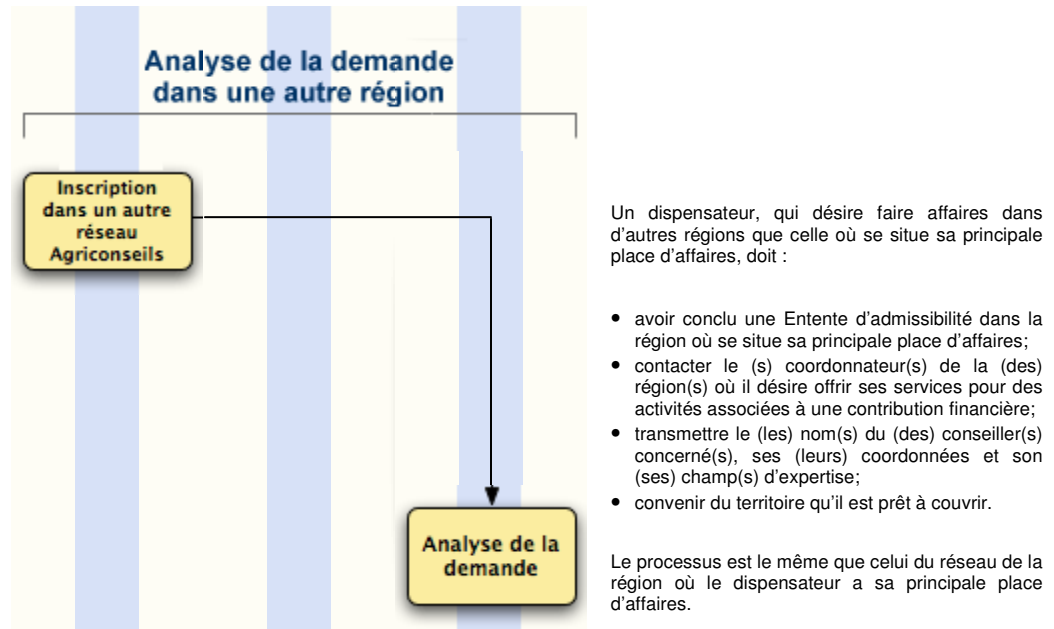 Analyse de la demande
dans une autre région
Inscription
dans un autre
réseau
Agriconseils
Analyse de la
demande
Un dispensateur, qui désire faire affaires dans
d'autres régions que celle où se situe sa principale
place d'affaires, doit :
• avoir conclu une Entente d'admissibilité dans la
région où se situe sa principale place d'affaires;
• contacter le (s) coordonnateur(s) de la (des)
région(s) où il désire offrir ses services pour des
activités associées à une contribution financière;
• transmettre le (les) nom(s) du (des) conseiller(s)
concerné(s), ses (leurs) coordonnées et son
(ses) champ(s) d'expertise;
• convenir du territoire qu'il est prêt à couvrir.
Le processus est le même que celui du réseau de la
région où le dispensateur a sa principale place
d'affaires.